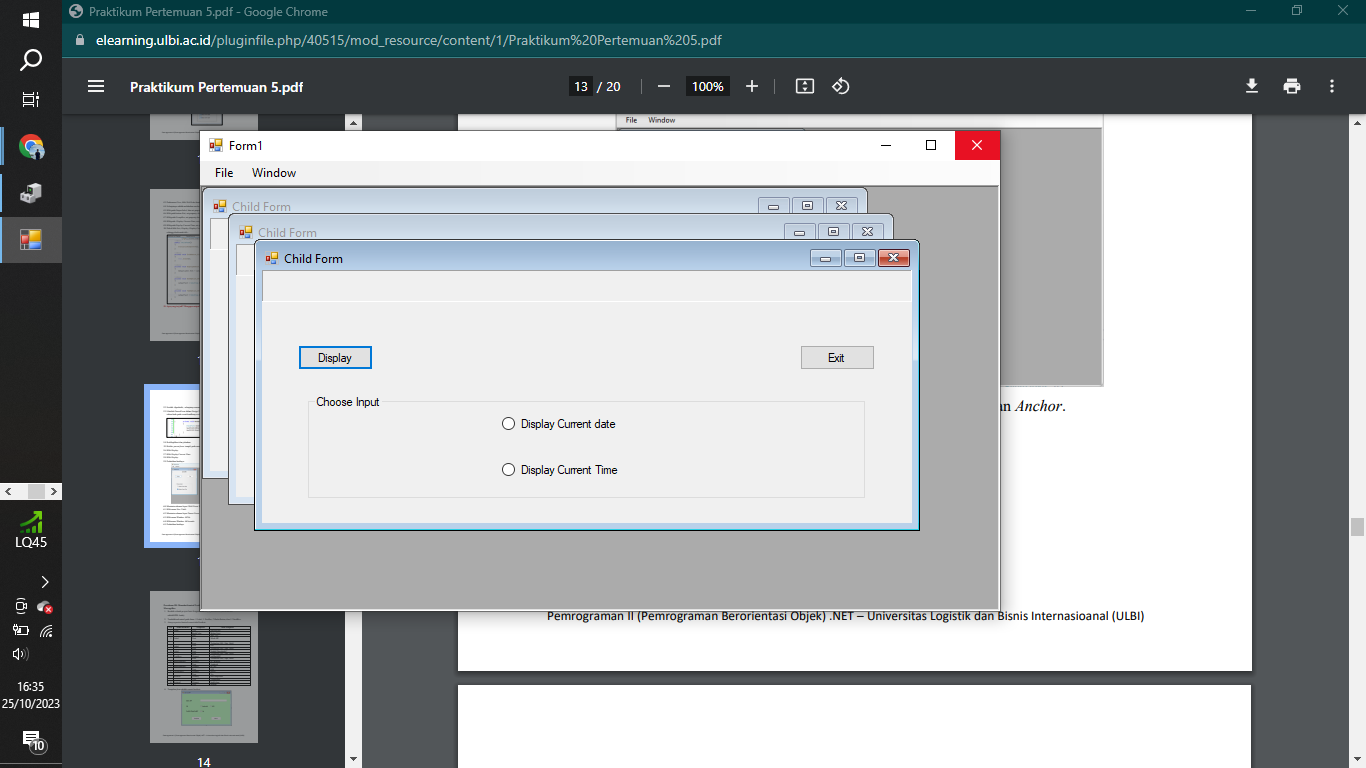 Praktikum Pertemuan 5.pdf - Google Chrome
elearning.ulbi.ac.id/pluginfile.php/40515/mod_resource/content/1/Praktikum%20Pertemuan%205.pdf
Praktikum Pertemuan 5.pdf
13 / 20
100%
File Window
Form1
File Window
Child Form
Child Form
Child Form
Display
Exit
Choose Input
Display Current date
Display Current Time
an Anchor.
Pemrograman II (Pemrograman Berorientasi Objek) .NET – Universitas Logistik dan Bisnis Internasioanal (ULBI)
14
LQ45
16:35
25/10/2023
10